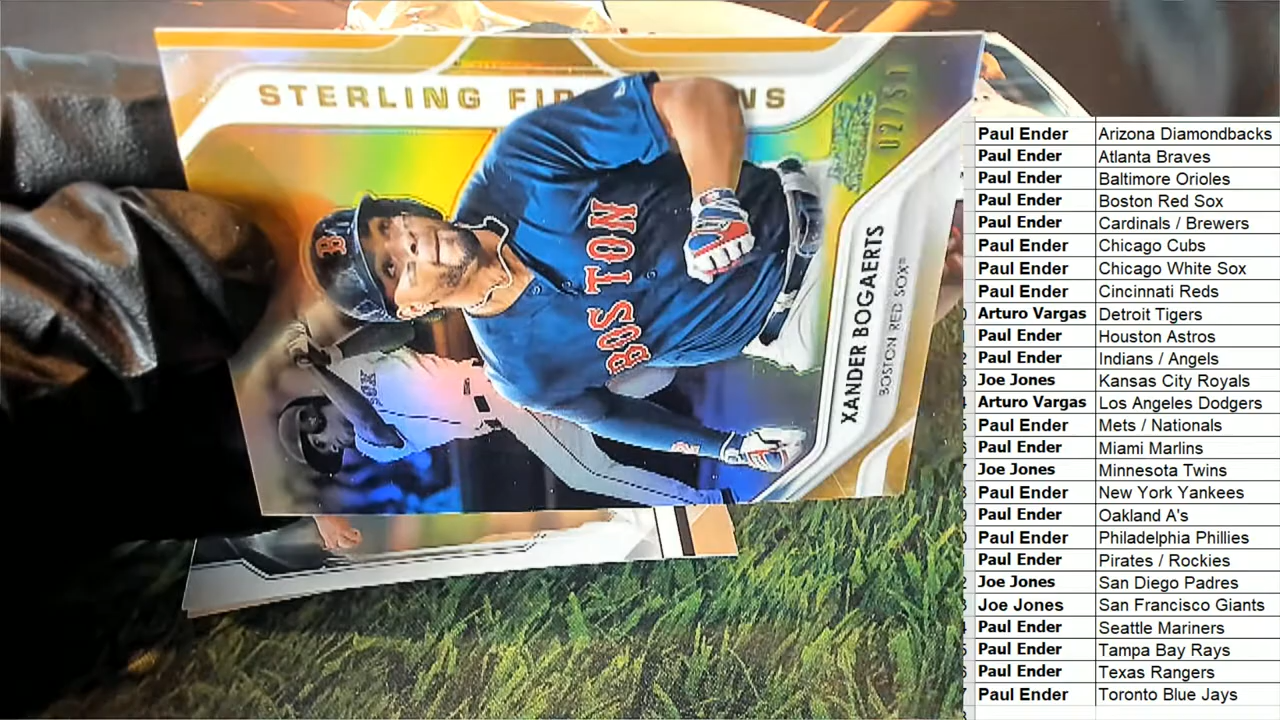 STERLING
02/51
BOSTON
B
XANDER BOGAERTS
BOSTON RED SOX
Paul Ender Arizona Diamondbacks
Paul Ender Atlanta Braves
Paul Ender Baltimore Orioles
Paul Ender Boston Red Sox
Paul Ender Cardinals / Brewers
Paul Ender Chicago Cubs
Paul Ender Chicago White Sox
Paul Ender Cincinnati Reds
Arturo Vargas Detroit Tigers
Paul Ender Houston Astros
Paul Ender Indians / Angels
Joe Jones Kansas City Royals
Arturo Vargas Los Angeles Dodgers
Paul Ender Mets / Nationals
Paul Ender Miami Marlins
Joe Jones Minnesota Twins
Paul Ender New York Yankees
Paul Ender Oakland A's
Paul Ender Philadelphia Phillies
Paul Ender Pirates / Rockies
Joe Jones San Diego Padres
Joe Jones San Francisco Giants
Paul Ender Seattle Mariners
Paul Ender Tampa Bay Rays
Paul Ender Texas Rangers
Paul Ender Toronto Blue Jays